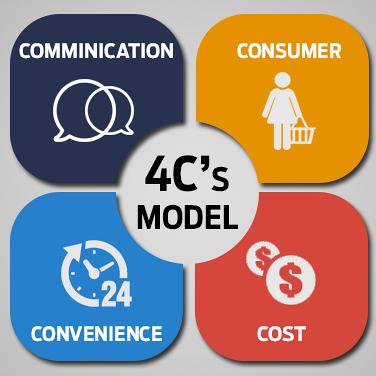 COMMINICATION
CONSUMER
4C's
MODEL
24
$
$
CONVENIENCE
COST